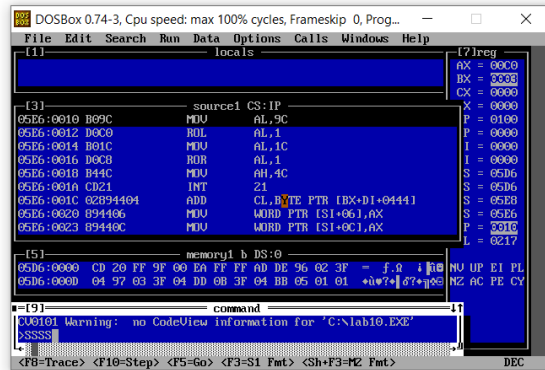 DOSBox 0.74-3, Cpu speed: max 100% cycles, Frameskip 0, Prog...
File Edit Search Run Data Options Calls Windows Help
[1] locals [7]reg
AX = 00C0
BX = 0003
CX = 0000
[3] source1 CS:IP X = 0000
05E6:0010 B09C MOV AL,9C P = 0100
05E6:0012 D0C0 ROL AL,1 P = 0000
05E6:0014 B01C MOV AL,1C I = 0000
05E6:0016 D0C8 ROR AL,1 I = 0000
05E6:0018 B44C MOV AH,4C S = 05D6
05E6:001A CD21 INT 21 S = 05D6
05E6:001C 02894404 ADD CL,BYTE PTR [BX+DI+0444] S = 05E8
05E6:0020 894406 MOV WORD PTR [SI+06],AX S = 05E6
05E6:0023 89440C MOV WORD PTR [SI+0C],AX P = 0010
L = 0217
[5] memory1 b DS:0
05D6:0000 CD 20 FF 9F 00 EA FF FF AD DE 96 02 3F NV UP EI PL
05D6:000D 04 97 03 3F 04 DD 0B 3F 04 BB 05 01 01 NZ AC PE CY
[9] command
CV0101 Warning: no CodeView information for 'C:\lab10.EXE'
>SSSS
<F8=Trace> <F10=Step> <F5=Go> <F3=S1 Fmt> <Sh+F3=M2 Fmt> DEC